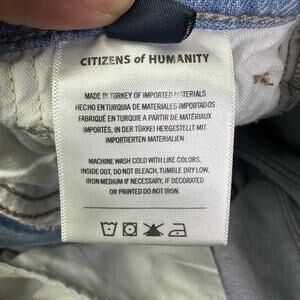 CITIZENS of HUMANITY
MADE IN TURKEY OF IMPORTED MATERIALS
HECHO EN TURQUIA DE MATERIALES IMPORTADOS
FABRIQUÉ EN TURQUIE A PARTIR DE MATÉRIAUX
IMPORTÉS, IN DER TÜRKEI HERGESTELLT MIT
IMPORTIERTEN MATERIALIEN
MACHINE WASH COLD WITH LIKE COLORS,
INSIDE OUT, DO NOT BLEACH, TUMBLE DRY LOW,
IRON MEDIUM IF NECESSARY, IF DECORATED
OR PRINTED DO NOT IRON.